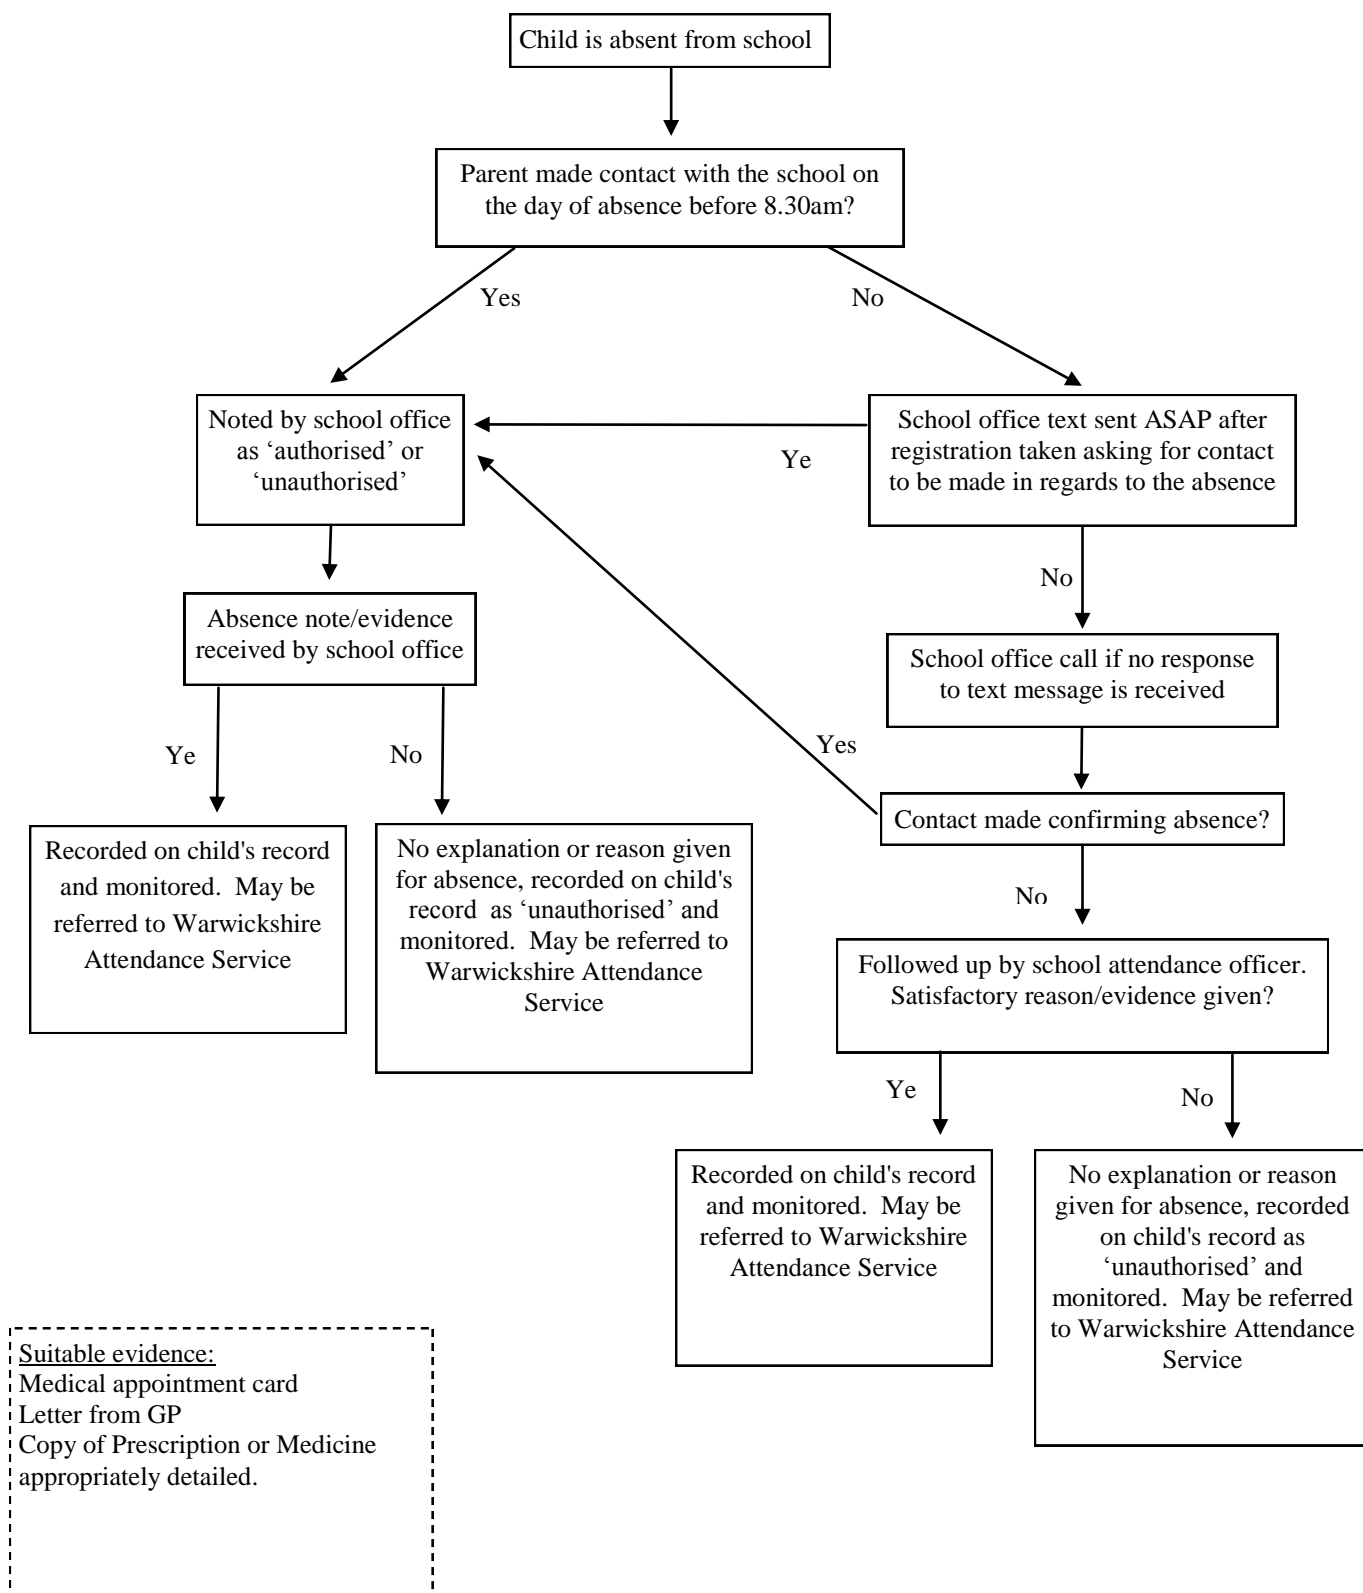 Child is absent from school
Parent made contact with the school on
the day of absence before 8.30am?
Yes
No
Noted by school office
as ‘authorised’ or
‘unauthorised’
Ye
School office text sent ASAP after
registration taken asking for contact
to be made in regards to the absence
No
Absence note/evidence
received by school office
School office call if no response
to text message is received
Ye
No
Yes
Contact made confirming absence?
Recorded on child's record
and monitored.  May be
referred to Warwickshire
Attendance Service
No explanation or reason given
for absence, recorded on child's
record  as ‘unauthorised’ and
monitored.  May be referred to
Warwickshire Attendance
Service
No
Followed up by school attendance officer.
Satisfactory reason/evidence given?
Ye
No
Recorded on child's record
and monitored.  May be
referred to Warwickshire
Attendance Service
No explanation or reason
given for absence, recorded
on child's record as
‘unauthorised’ and
monitored.  May be referred
to Warwickshire Attendance
Service
Suitable evidence:
Medical appointment card
Letter from GP
Copy of Prescription or Medicine
appropriately detailed.